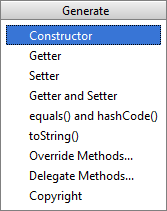 Generate
Constructor
Getter
Setter
Getter and Setter
equals() and hashCode()
toString()
Override Methods...
Delegate Methods...
Copyright